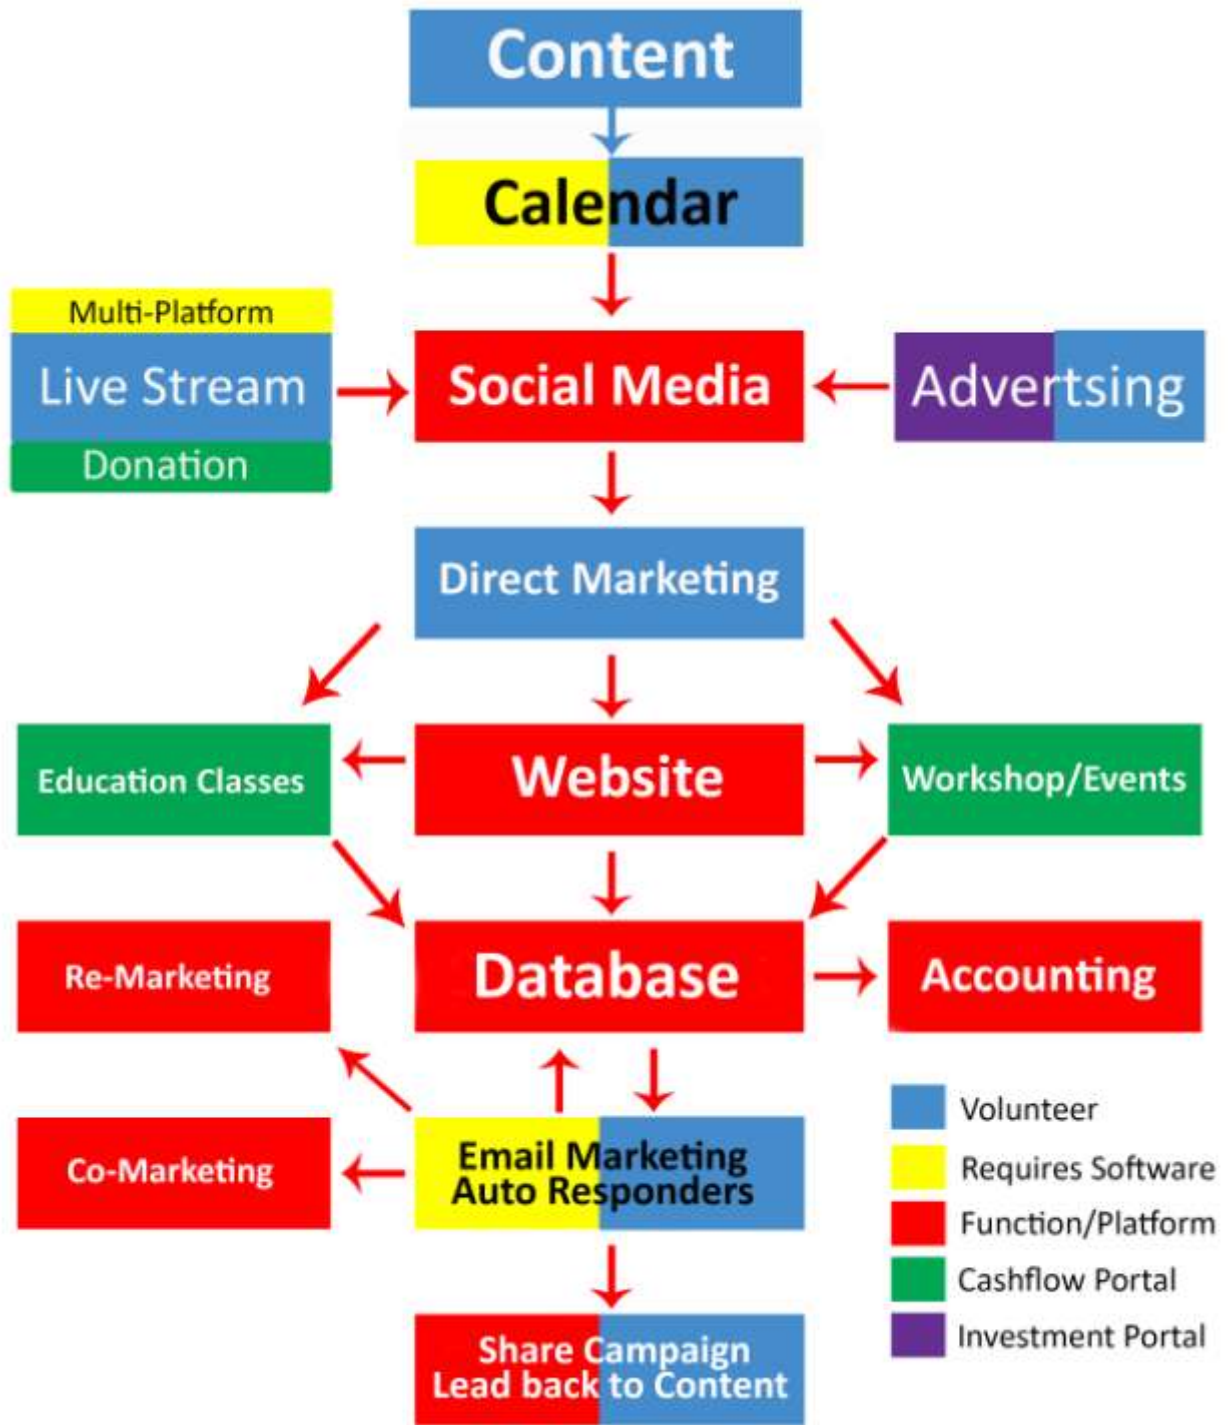 Content
Calendar
Multi-Platform
Live Stream
Donation
Social Media
Advertsing
Direct Marketing
Education Classes
Website
Workshop/Events
Re-Marketing
Database
Accounting
Co-Marketing
Email Marketing
Auto Responders
Share Campaign
Lead back to Content
Volunteer
Requires Software
Function/Platform
Cashflow Portal
Investment Portal